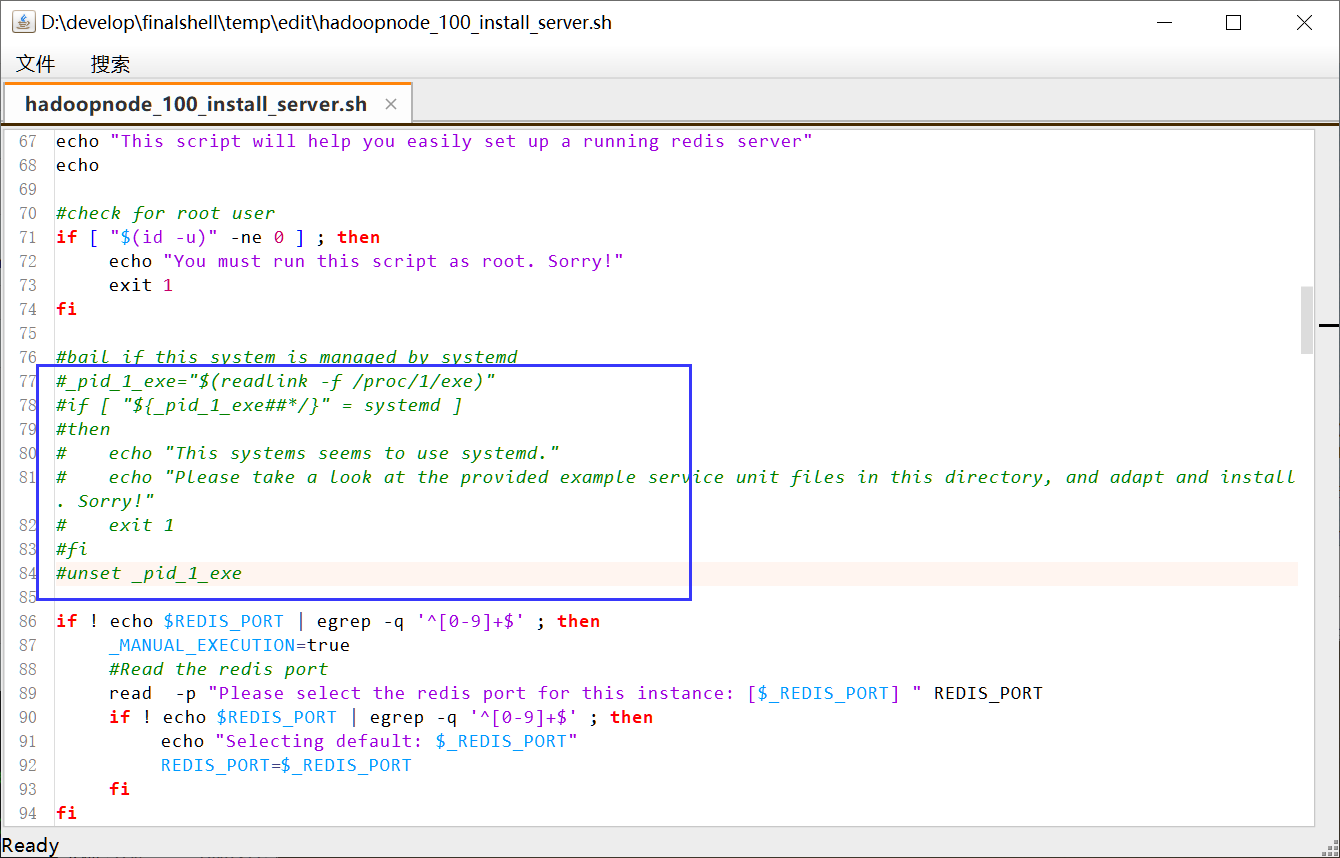 D:\develop\finalshell\temp\edit\hadoopnode_100_install_server.sh
文件 搜索
hadoopnode_100_install_server.sh
67 echo "This script will help you easily set up a running redis server"
68 echo
69
70 #check for root user
71 if [ "$(id -u)" -ne 0 ] ; then
72     echo "You must run this script as root. Sorry!"
73     exit 1
74 fi
75
76 #bail if this system is managed by systemd
77 #_pid_1_exe="$(readlink -f /proc/1/exe)"
78 #if [ "${_pid_1_exe##*/}" = systemd ]
79 #then
80 #    echo "This systems seems to use systemd."
81 #    echo "Please take a look at the provided example service unit files in this directory, and adapt and install
. Sorry!"
82 #    exit 1
83 #fi
84 #unset _pid_1_exe
85
86 if ! echo $REDIS_PORT | egrep -q '^[0-9]+$' ; then
87     _MANUAL_EXECUTION=true
88     #Read the redis port
89     read  -p "Please select the redis port for this instance: [$_REDIS_PORT] " REDIS_PORT
90     if ! echo $REDIS_PORT | egrep -q '^[0-9]+$' ; then
91          echo "Selecting default: $_REDIS_PORT"
92          REDIS_PORT=$_REDIS_PORT
93     fi
94 fi
Ready